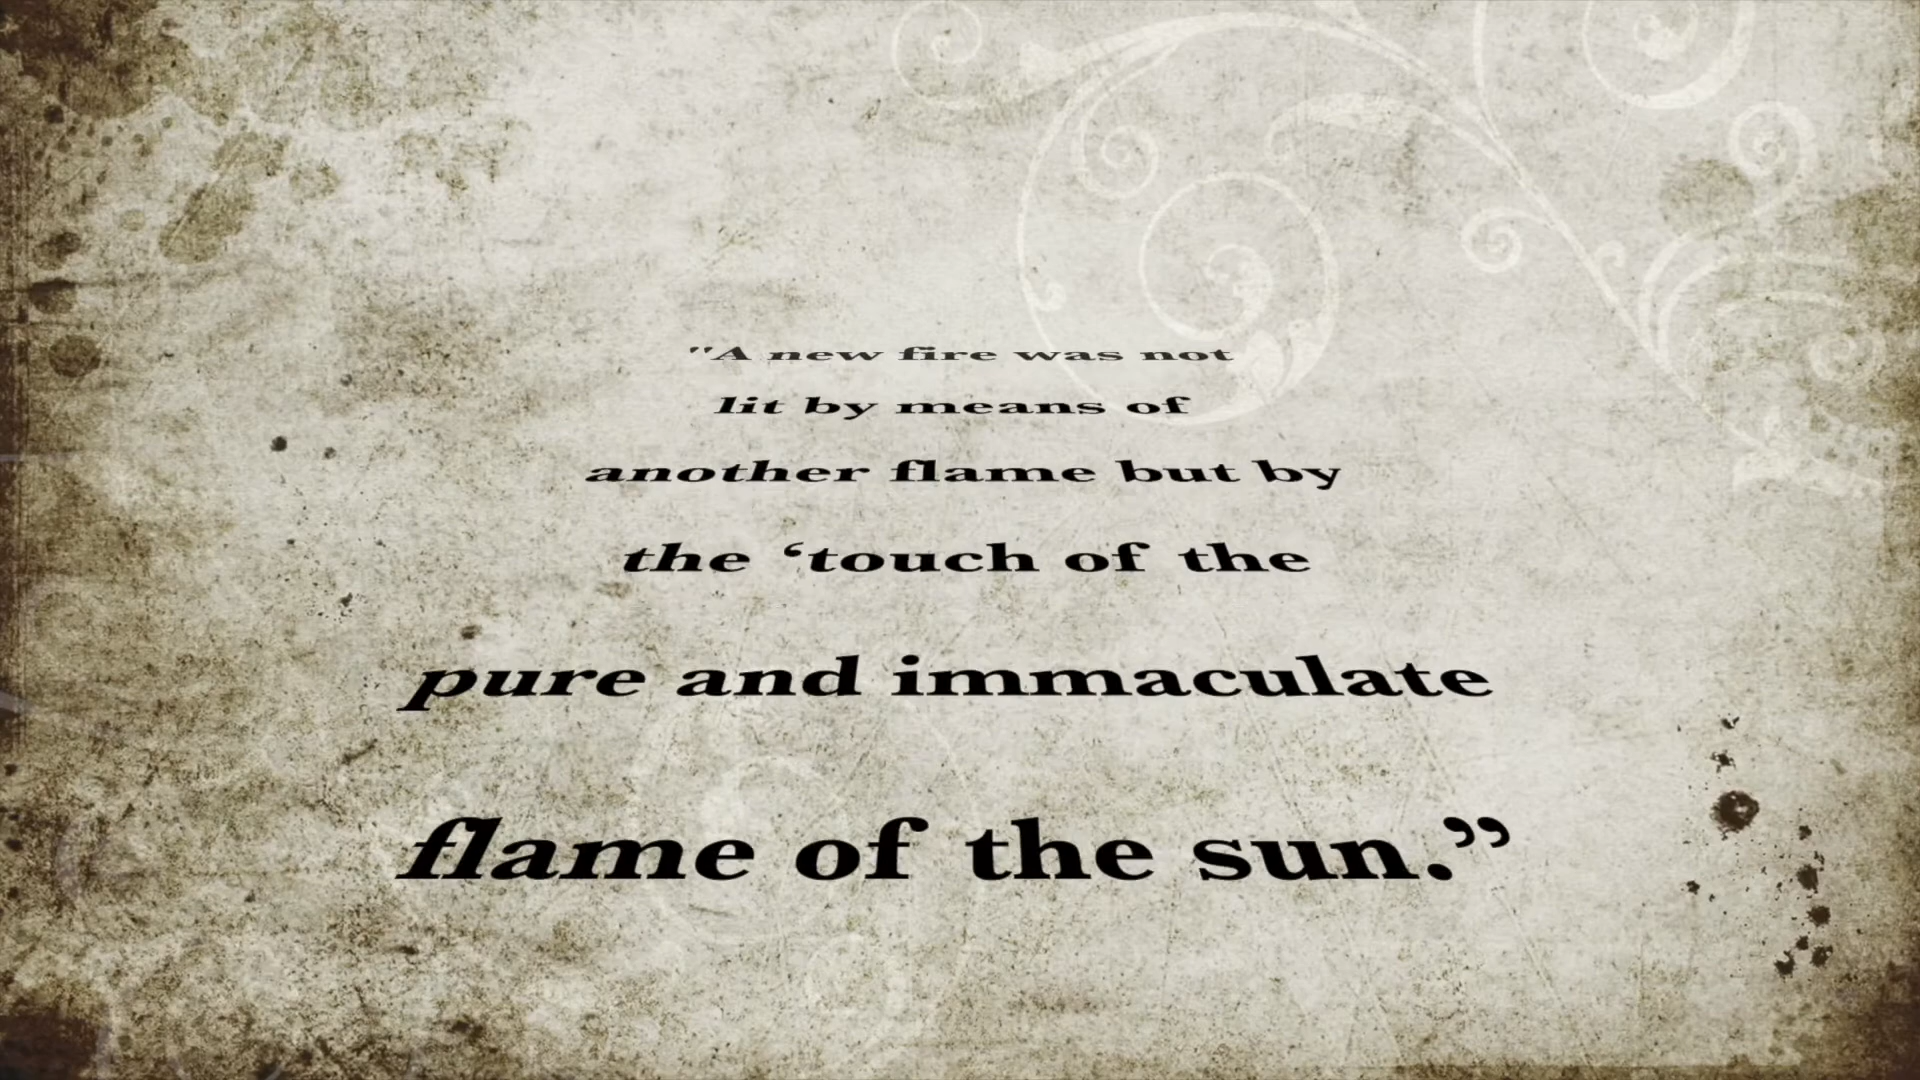 "A new fire was not
lit by means of
another flame but by
the ‘touch of the
pure and immaculate
flame of the sun.”